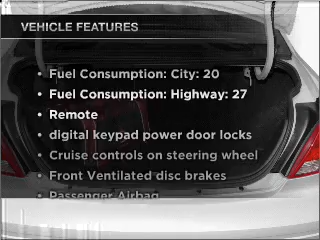 VEHICLE FEATURES
• Fuel Consumption: City: 20
• Fuel Consumption: Highway: 27
• Remote
• digital keypad power door locks
• Cruise controls on steering wheel
• Front Ventilated disc brakes
• Passenger Airbag